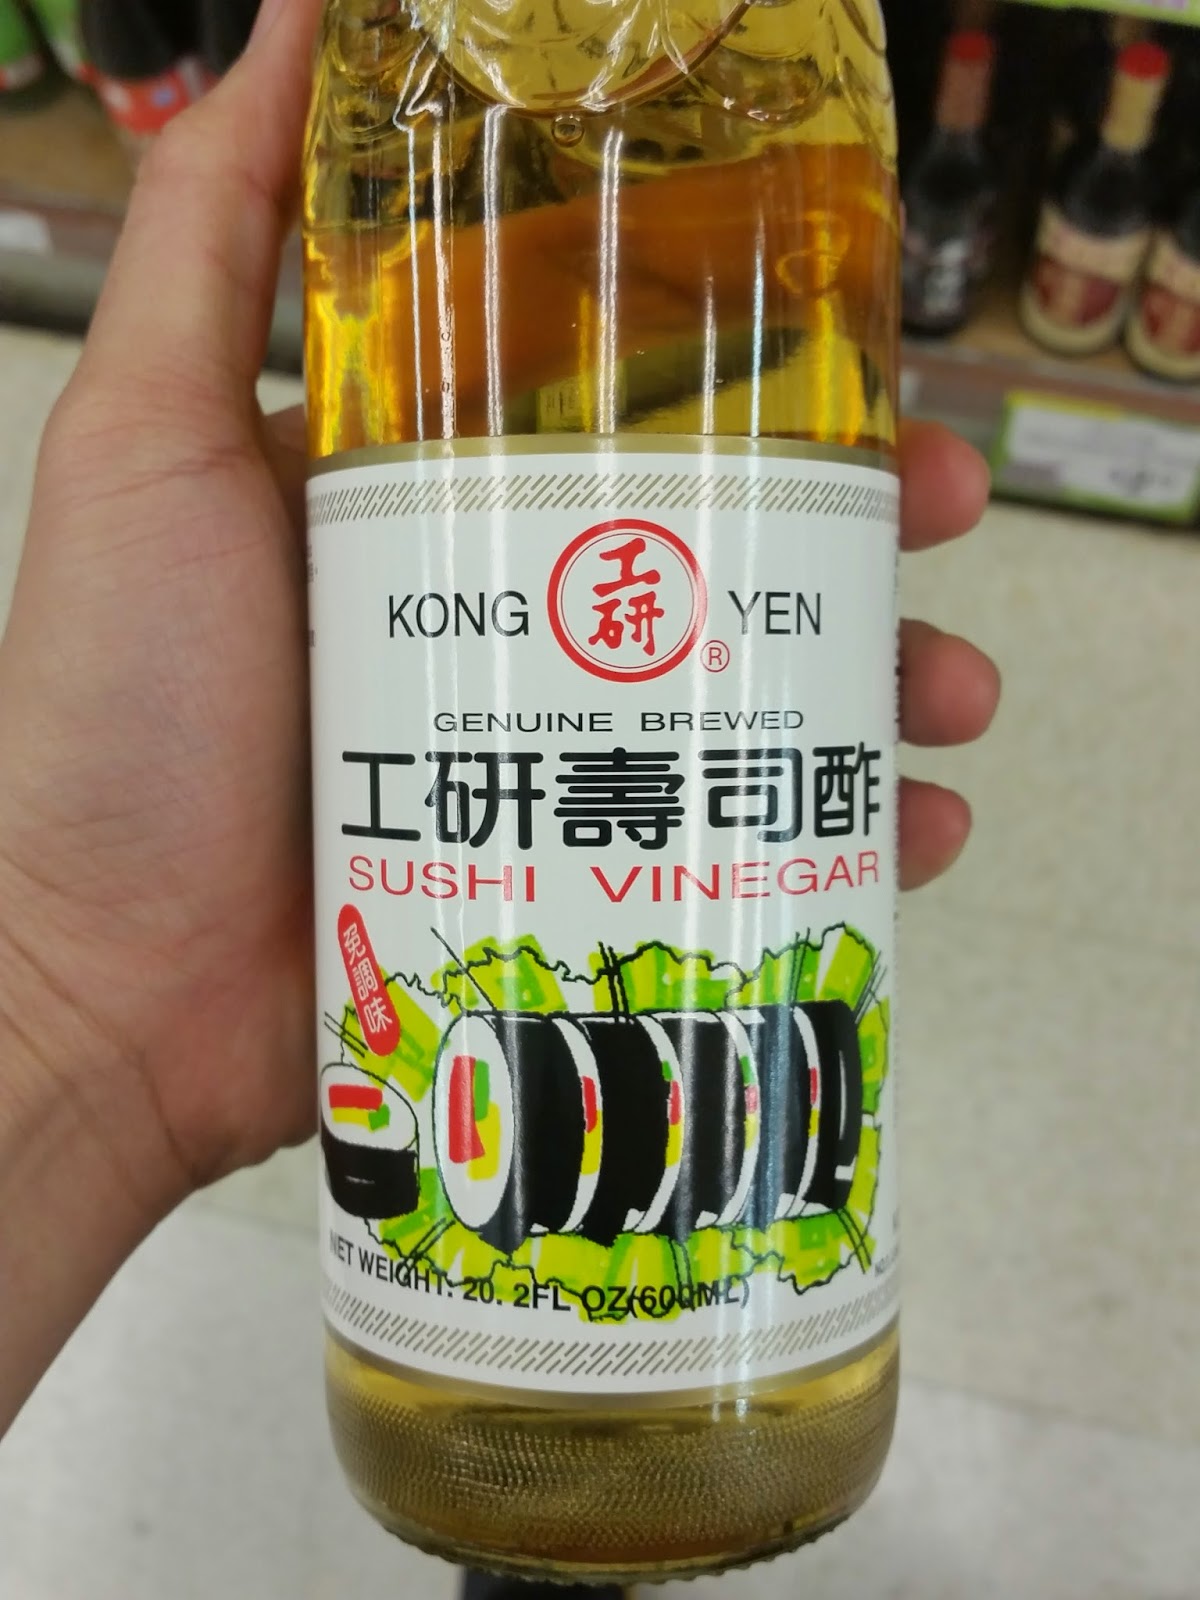 KONG 工研 YEN
®
GENUINE BREWED
工研壽司酢
SUSHI VINEGAR
免調味
NET WEIGHT: 20. 2FL OZ(600ML)